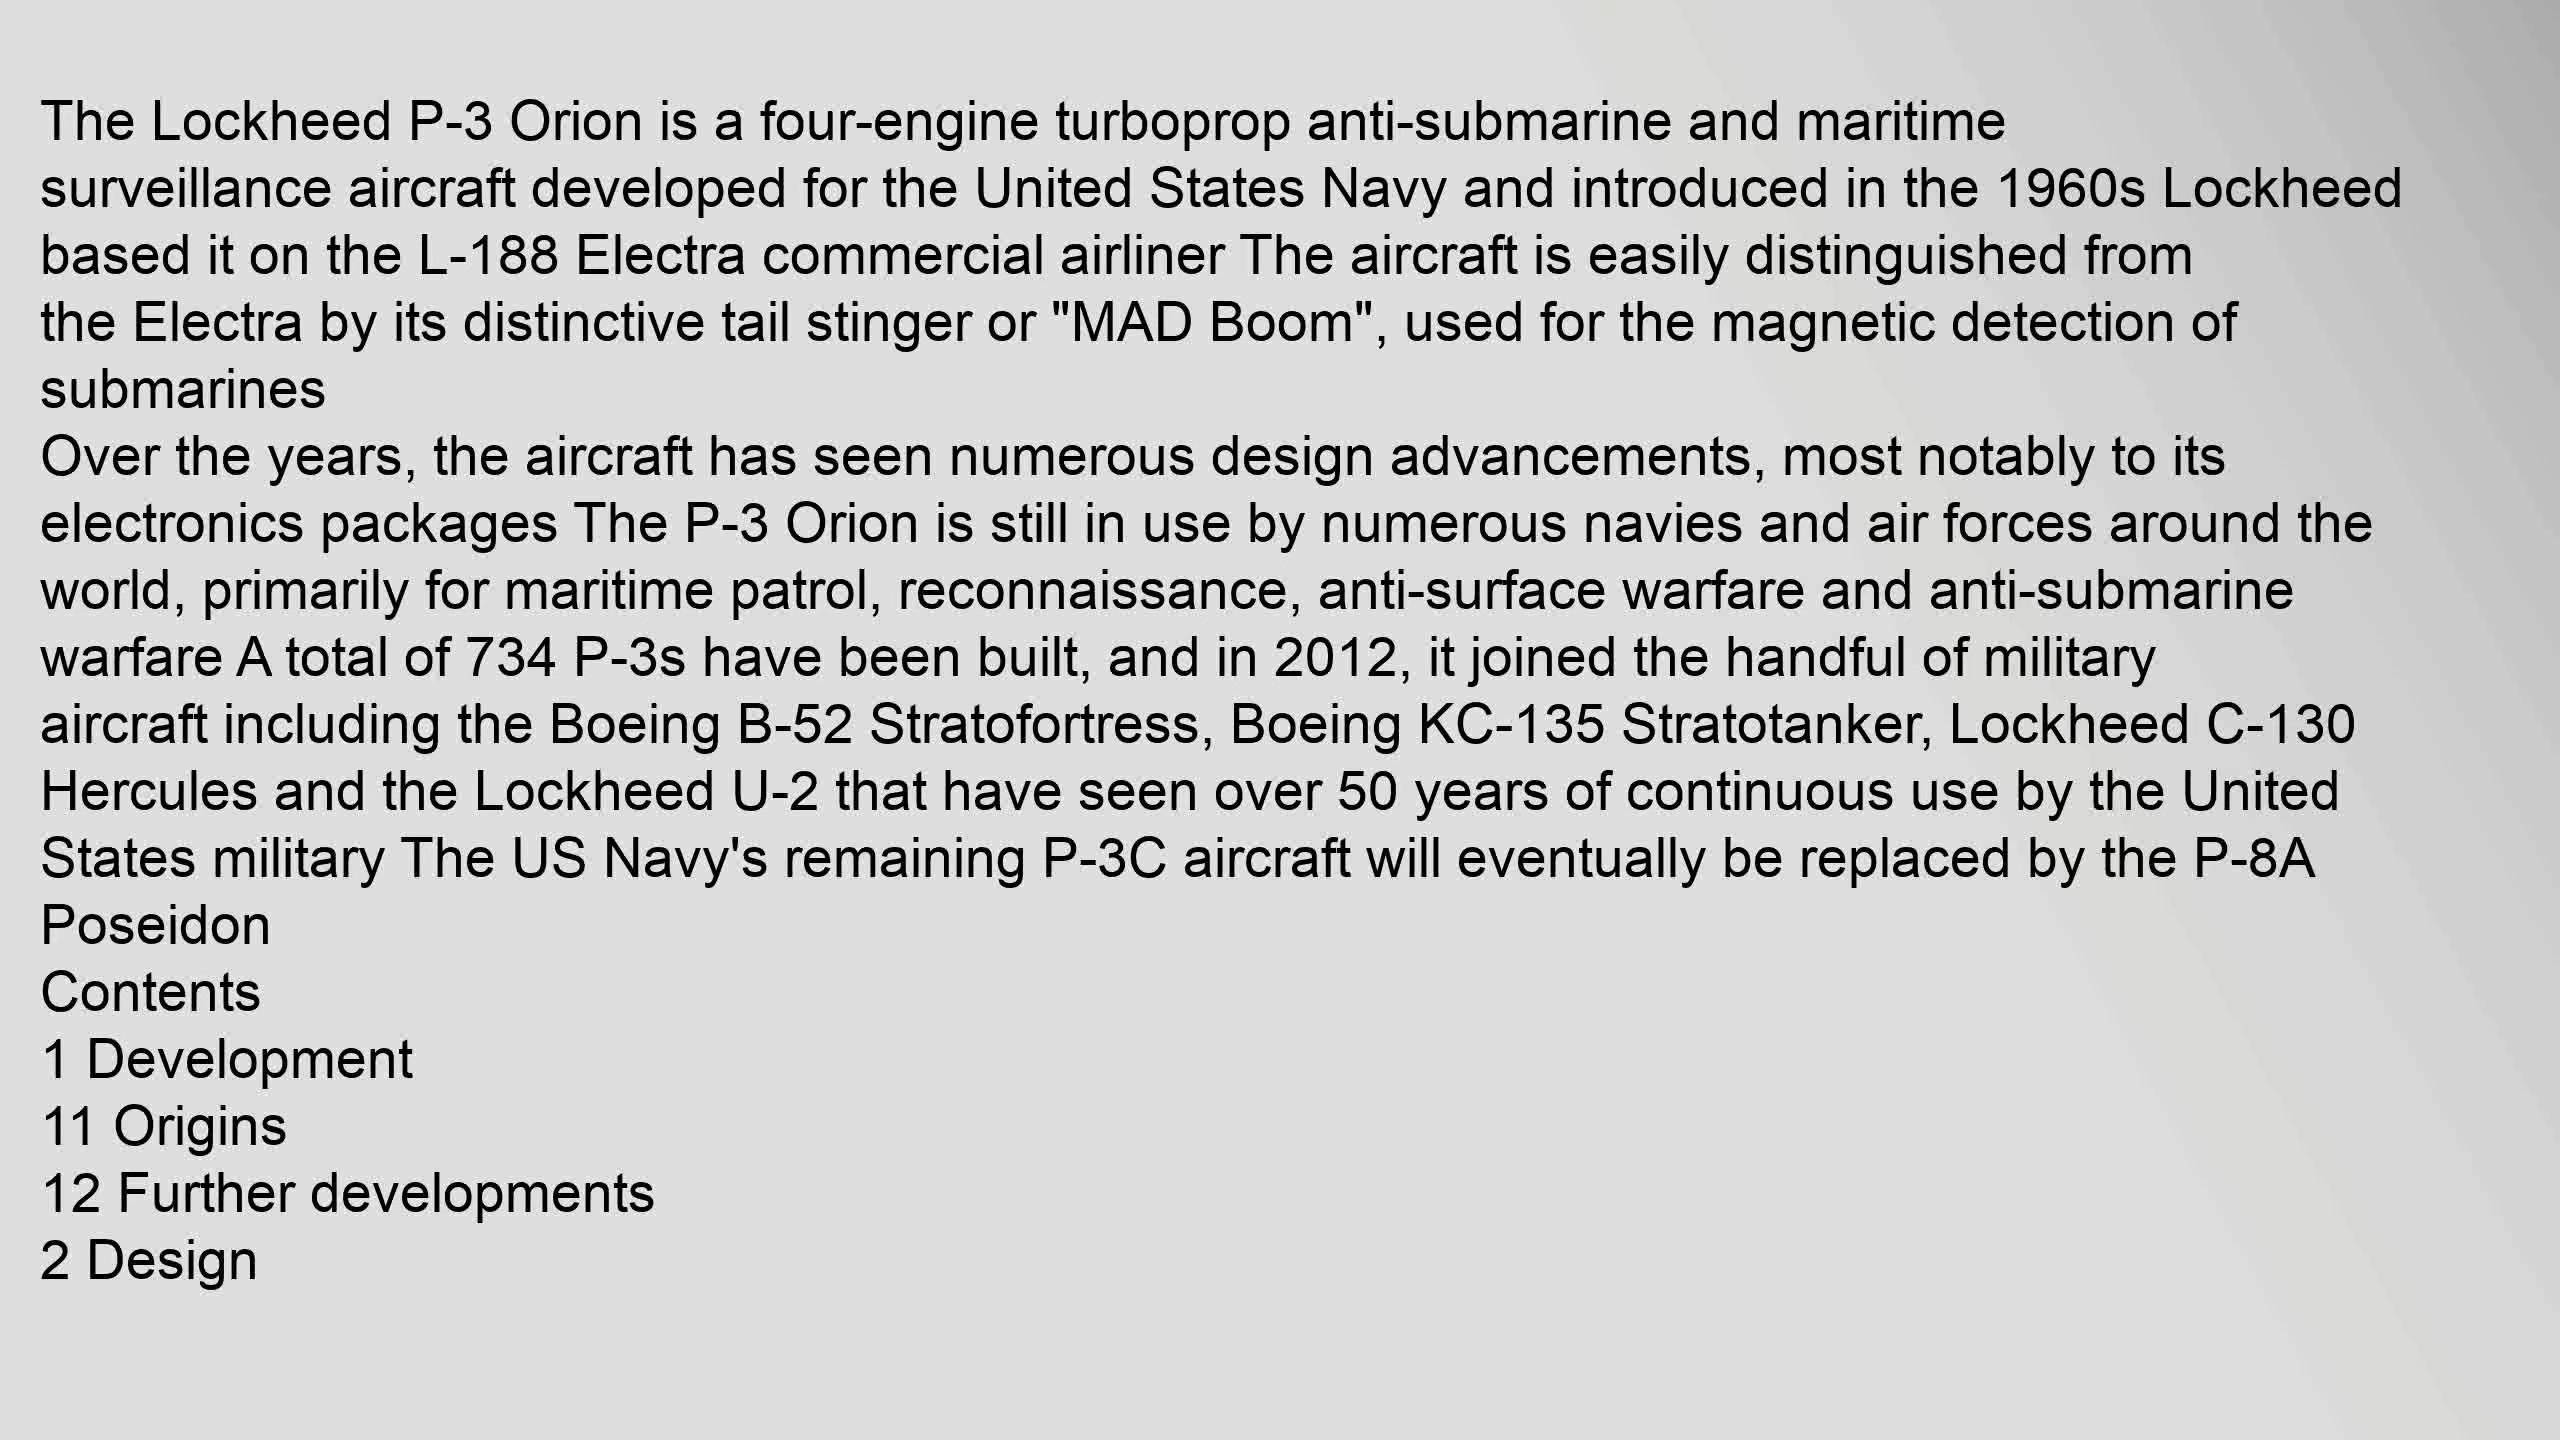 The Lockheed P-3 Orion is a four-engine turboprop anti-submarine and maritime
surveillance aircraft developed for the United States Navy and introduced in the 1960s Lockheed
based it on the L-188 Electra commercial airliner The aircraft is easily distinguished from
the Electra by its distinctive tail stinger or "MAD Boom", used for the magnetic detection of
submarines
Over the years, the aircraft has seen numerous design advancements, most notably to its
electronics packages The P-3 Orion is still in use by numerous navies and air forces around the
world, primarily for maritime patrol, reconnaissance, anti-surface warfare and anti-submarine
warfare A total of 734 P-3s have been built, and in 2012, it joined the handful of military
aircraft including the Boeing B-52 Stratofortress, Boeing KC-135 Stratotanker, Lockheed C-130
Hercules and the Lockheed U-2 that have seen over 50 years of continuous use by the United
States military The US Navy's remaining P-3C aircraft will eventually be replaced by the P-8A
Poseidon
Contents
1 Development
11 Origins
12 Further developments
2 Design